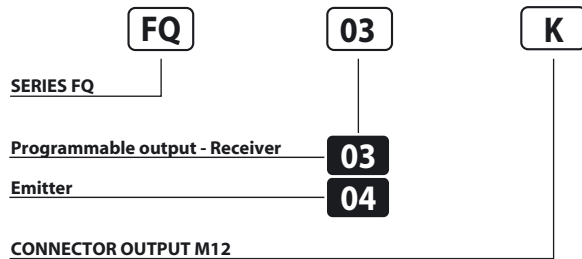 FQ 03 K
SERIES FQ
Programmable output - Receiver 03
Emitter 04
CONNECTOR OUTPUT M12